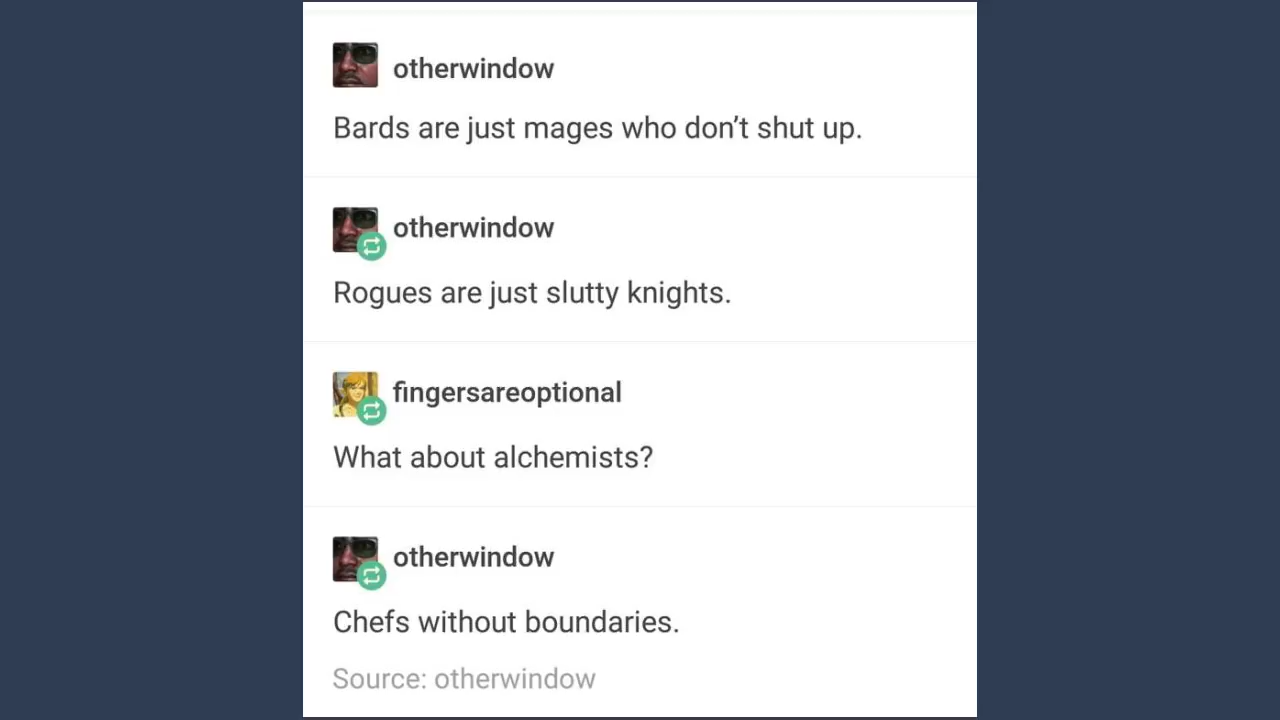 otherwindow
Bards are just mages who don’t shut up.
otherwindow
Rogues are just slutty knights.
fingersareoptional
What about alchemists?
otherwindow
Chefs without boundaries.
Source: otherwindow